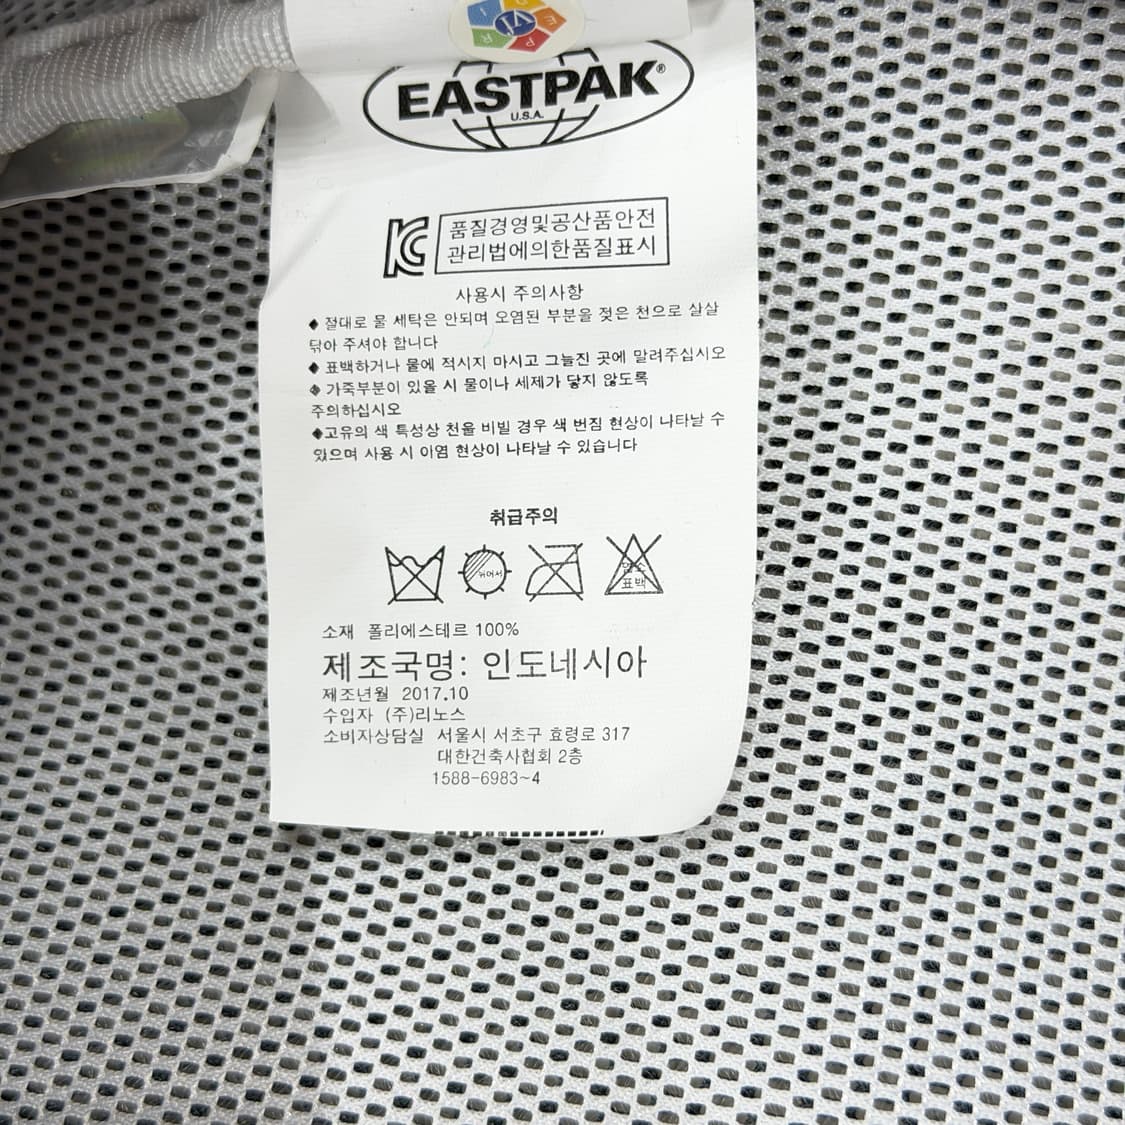 EASTPAK®
U.S.A.
품질경영및공산품안전
관리법에의한품질표시
사용시 주의사항
◆ 절대로 물 세탁은 안되며 오염된 부분을 젖은 천으로 살살
닦아 주셔야 합니다
◆ 표백하거나 물에 적시지 마시고 그늘진 곳에 말려주십시오
◆ 가죽부분이 있을 시 물이나 세제가 닿지 않도록
주의하십시오
◆고유의 색 특성상 천을 비빌 경우 색 번짐 현상이 나타날 수
있으며 사용 시 이염 현상이 나타날 수 있습니다
취급주의
뉘어서
염소
표백
소재 폴리에스테르 100%
제조국명: 인도네시아
제조년월 2017.10
수입자 (주)리노스
소비자상담실 서울시 서초구 효령로 317
대한건축사협회 2층
1588-6983~4